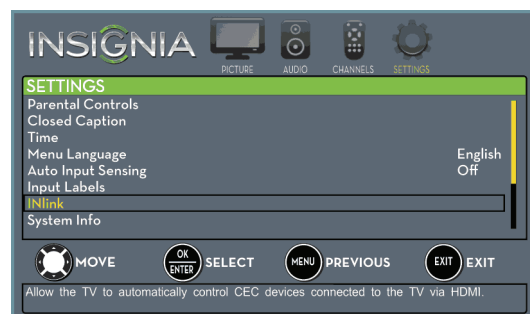 INSIGNIA
PICTURE AUDIO CHANNELS SETTINGS
SETTINGS
Parental Controls
Closed Caption
Time
Menu Language English
Auto Input Sensing Off
Input Labels
INlink
System Info
MOVE OK ENTER SELECT MENU PREVIOUS EXIT EXIT
Allow the TV to automatically control CEC devices connected to the TV via HDMI.